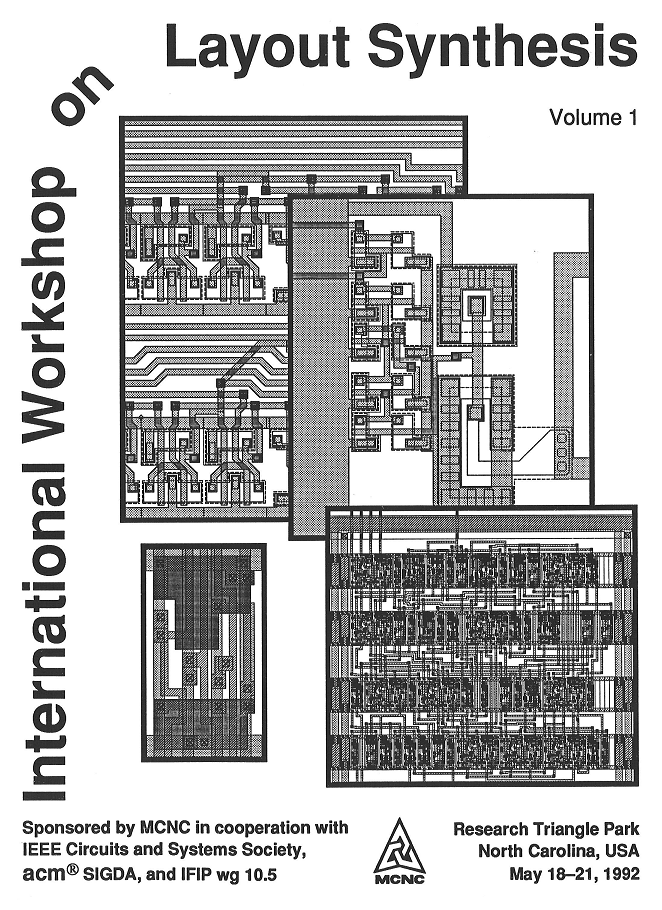 International Workshop on
Layout Synthesis
Volume 1
Sponsored by MCNC in cooperation with
IEEE Circuits and Systems Society,
acm® SIGDA, and IFIP wg 10.5
MCNC
Research Triangle Park
North Carolina, USA
May 18–21, 1992